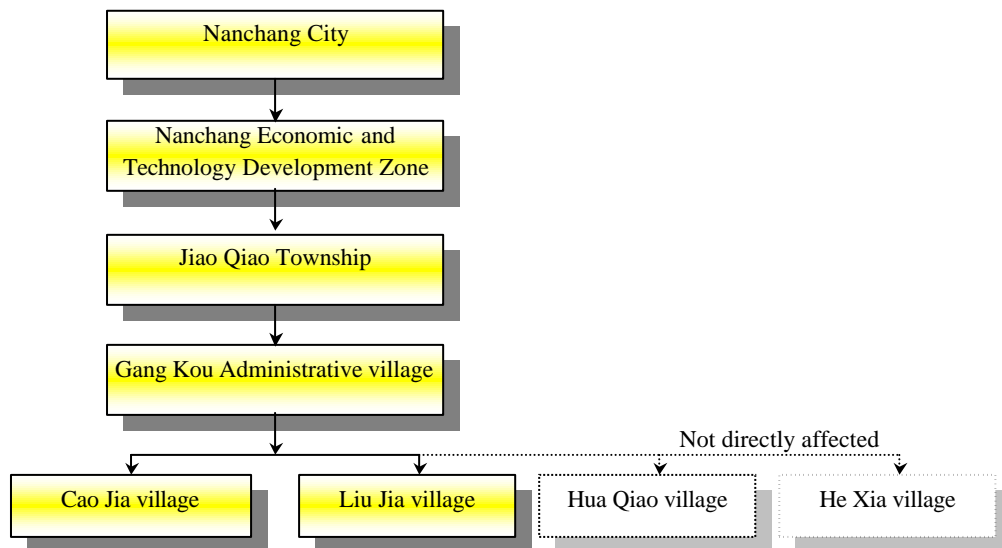 Nanchang City
Nanchang Economic and
Technology Development Zone
Jiao Qiao Township
Gang Kou Administrative village
Not directly affected
Cao Jia village
Liu Jia village
Hua Qiao village
He Xia village